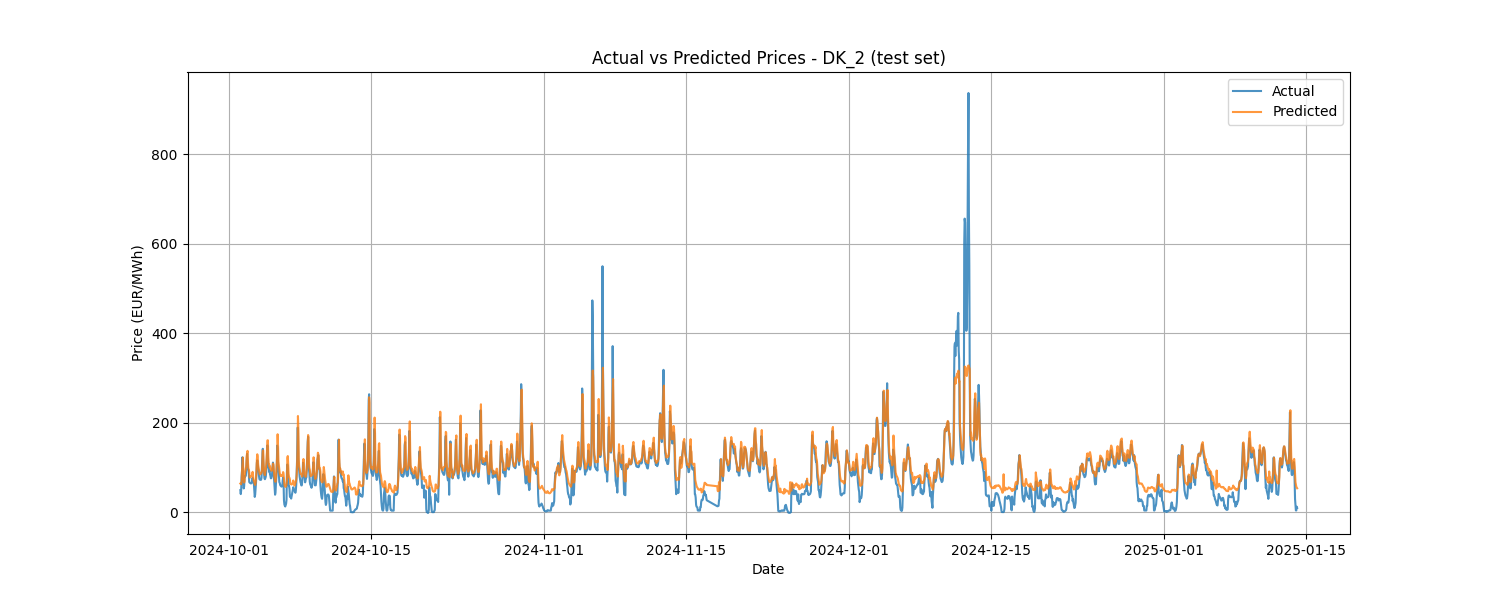 Actual vs Predicted Prices - DK_2 (test set)
Actual
Predicted
Price (EUR/MWh)
800
600
400
200
0
2024-10-01 2024-10-15 2024-11-01 2024-11-15 2024-12-01 2024-12-15 2025-01-01 2025-01-15
Date